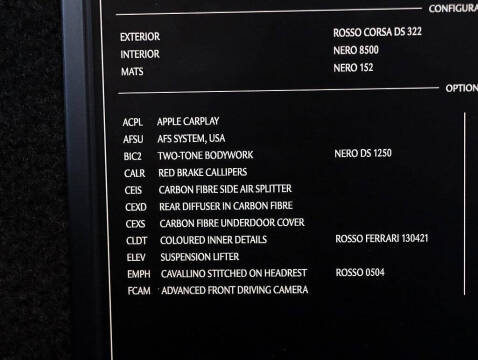 CONFIGURA
EXTERIOR ROSSO CORSA DS 322
INTERIOR NERO 8500
MATS NERO 152
OPTION
ACPL APPLE CARPLAY
AFSU AFS SYSTEM, USA
BIC2 TWO-TONE BODYWORK NERO DS 1250
CALR RED BRAKE CALLIPERS
CEIS CARBON FIBRE SIDE AIR SPLITTER
CEXD REAR DIFFUSER IN CARBON FIBRE
CEXS CARBON FIBRE UNDERDOOR COVER
CLDT COLOURED INNER DETAILS ROSSO FERRARI 130421
ELEV SUSPENSION LIFTER
EMPH CAVALLINO STITCHED ON HEADREST ROSSO 0504
FCAM ADVANCED FRONT DRIVING CAMERA